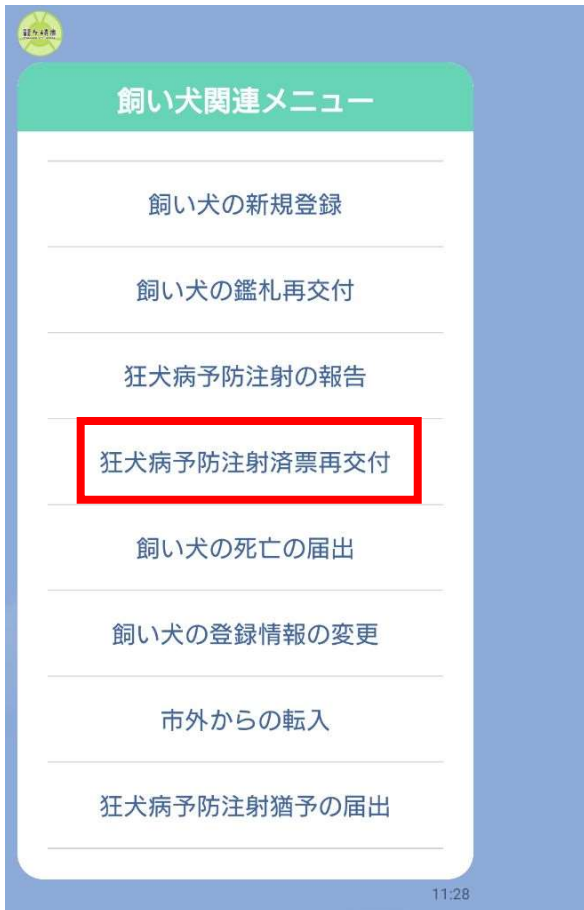 龍ケ崎市
飼い犬関連メニュー
飼い犬の新規登録
飼い犬の鑑札再交付
狂犬病予防注射の報告
狂犬病予防注射済票再交付
飼い犬の死亡の届出
飼い犬の登録情報の変更
市外からの転入
狂犬病予防注射猶予の届出
11:28